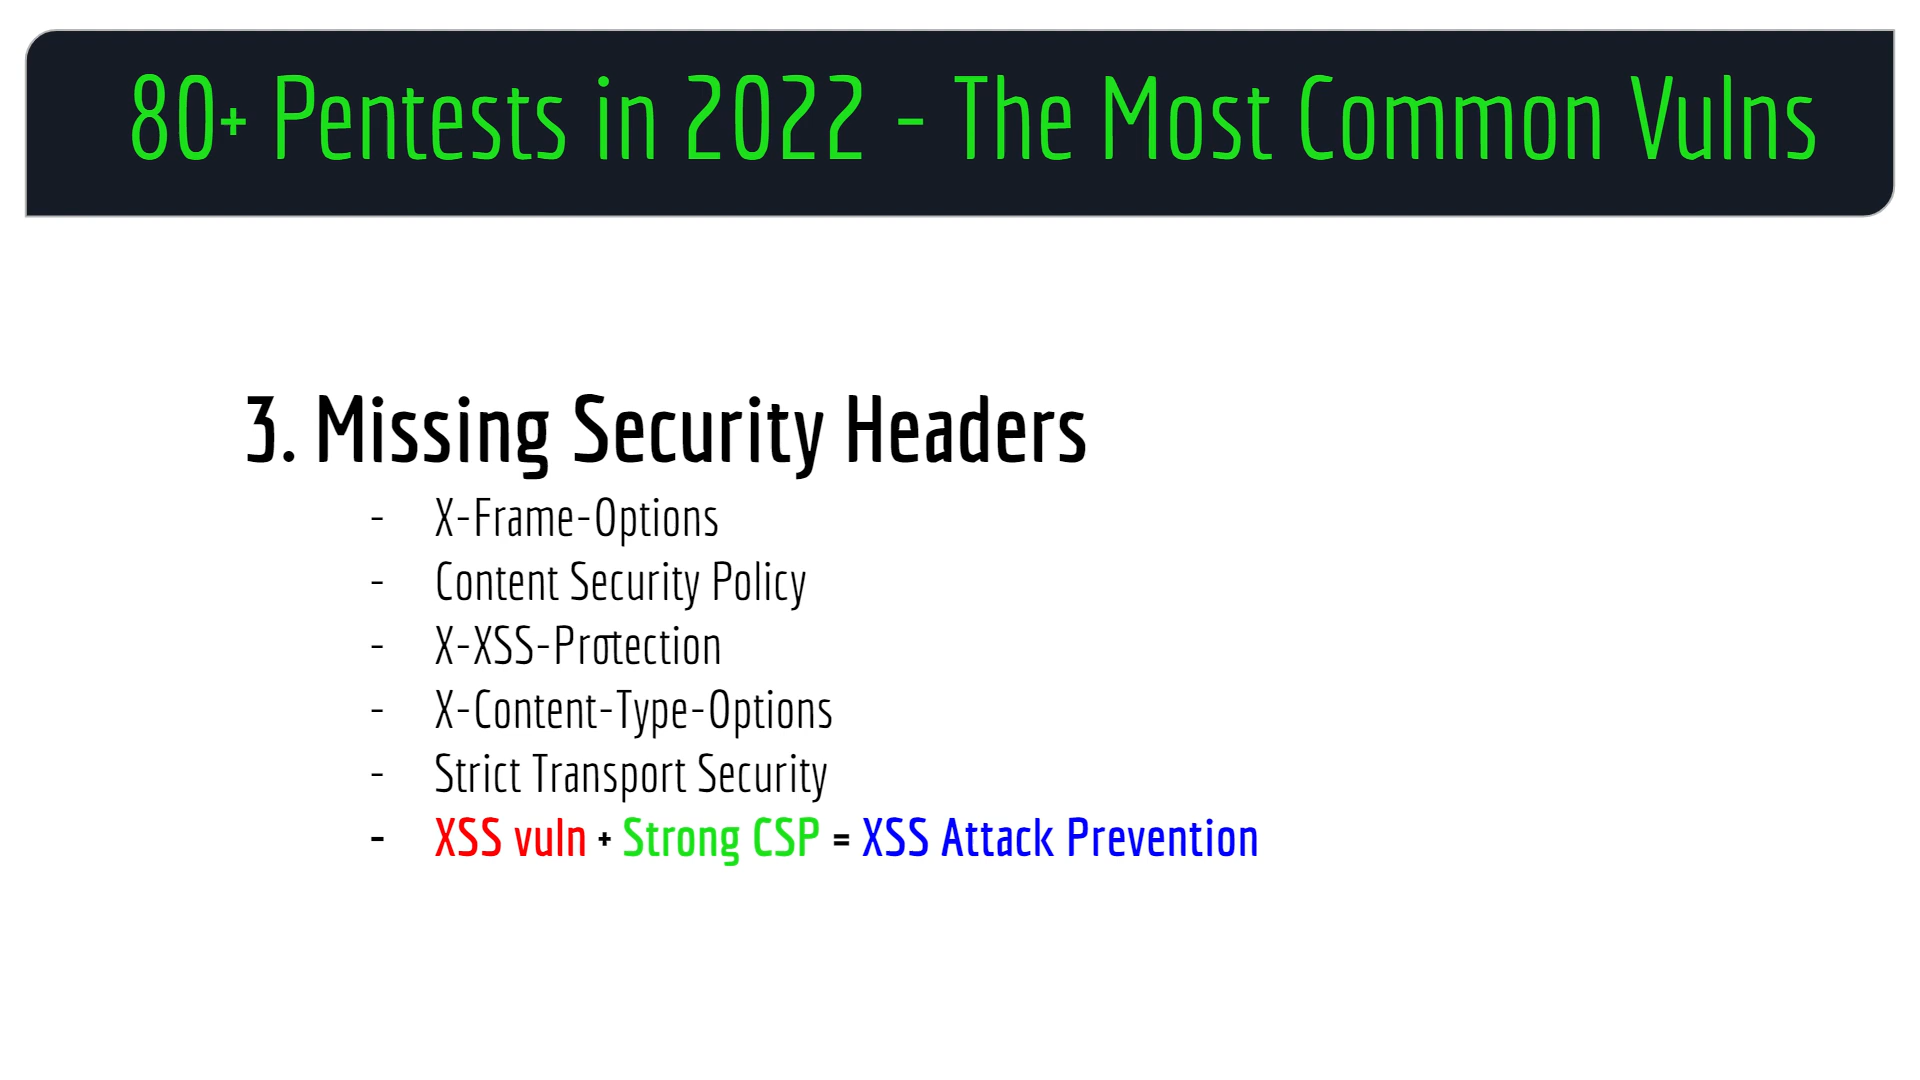 80+ Pentests in 2022 - The Most Common Vulns
3. Missing Security Headers
- X-Frame-Options
- Content Security Policy
- X-XSS-Protection
- X-Content-Type-Options
- Strict Transport Security
- XSS vuln + Strong CSP = XSS Attack Prevention